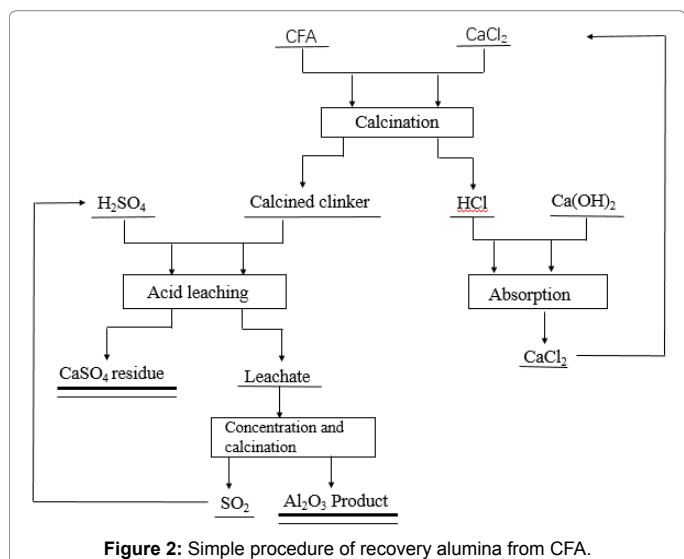 CFA CaCl₂
Calcination
H₂SO₄ Calcined clinker HCl Ca(OH)₂
Acid leaching Absorption
CaSO₄ residue Leachate CaCl₂
Concentration and
calcination
SO₂ Al₂O₃ Product
Figure 2: Simple procedure of recovery alumina from CFA.